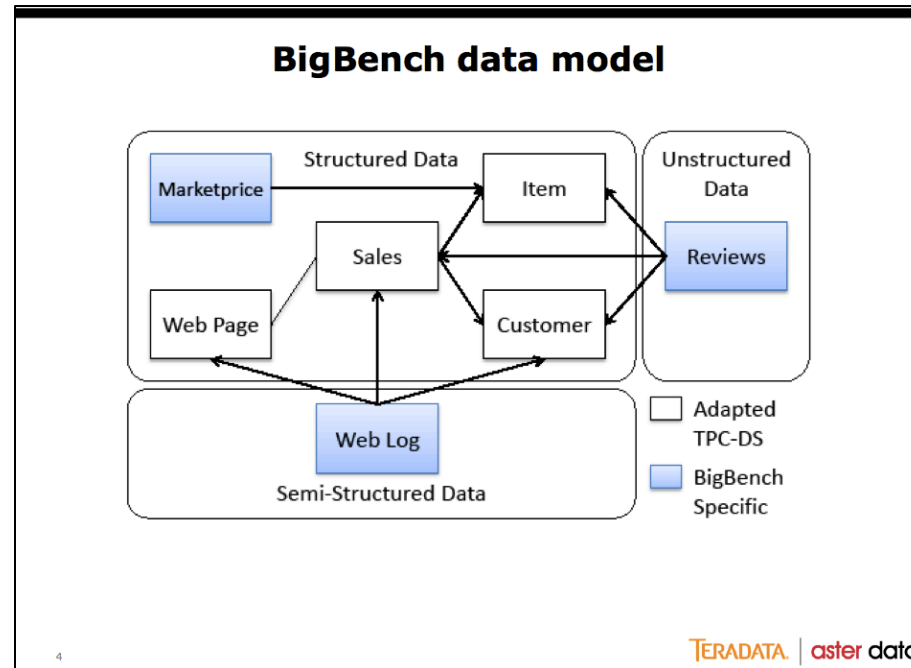 BigBench data model
Structured Data
Unstructured
Data
Marketprice
Item
Sales
Reviews
Web Page
Customer
Web Log
Semi-Structured Data
Adapted
TPC-DS
BigBench
Specific
4
TERADATA. | aster data